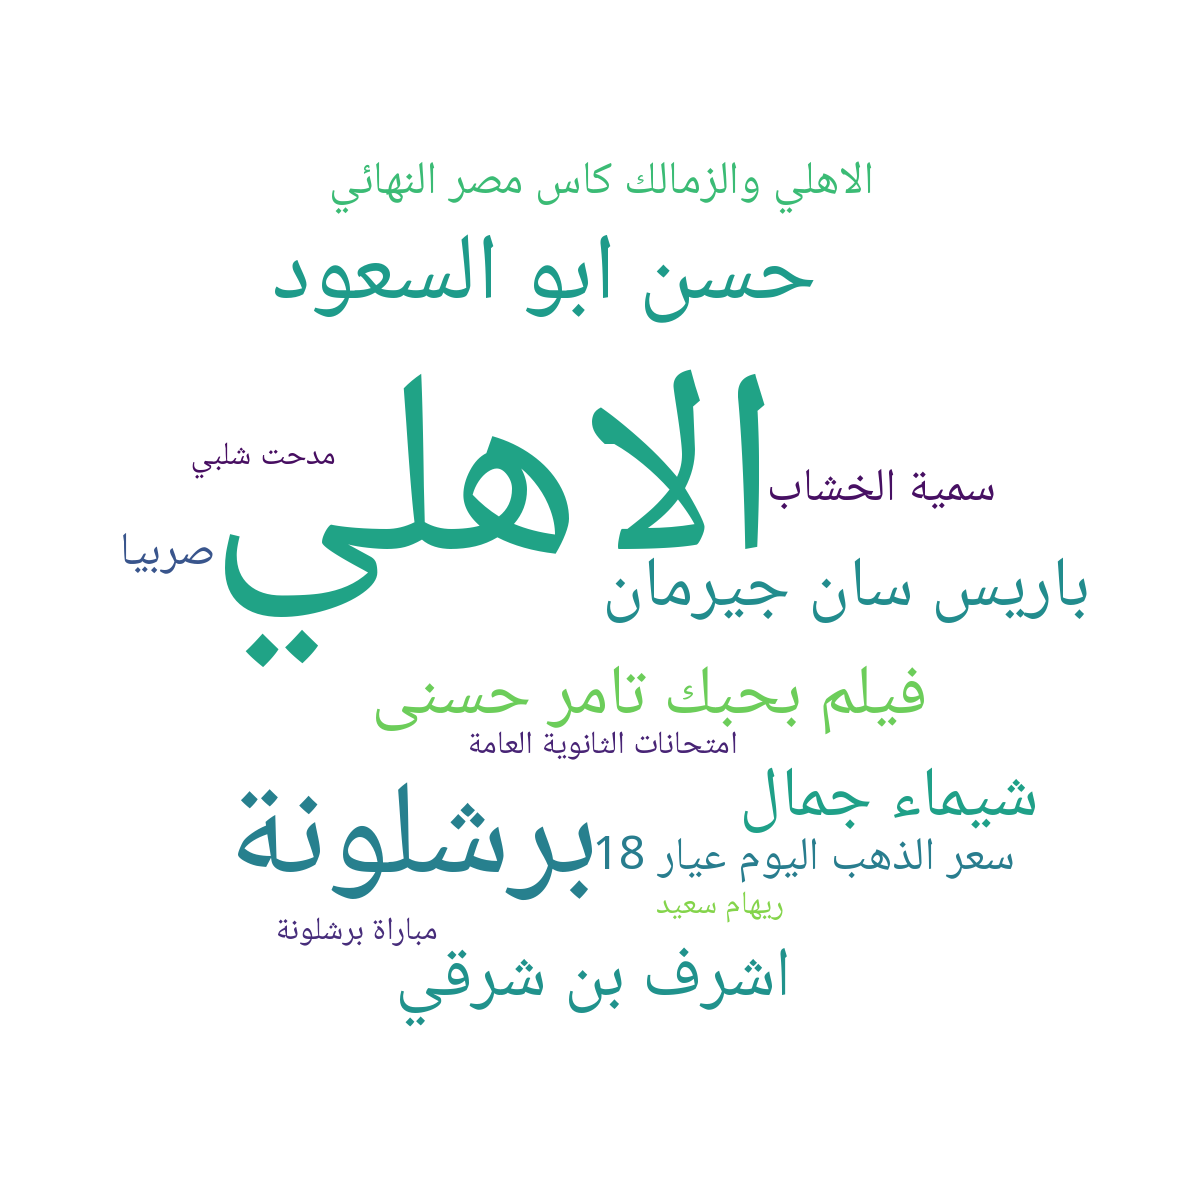 الاهلي والزمالك كاس مصر النهائي
حسن ابو السعود
الاهلي
مدحت شلبي
سمية الخشاب
صربيا
باريس سان جيرمان
فيلم بحبك تامر حسنى
امتحانات الثانوية العامة
شيماء جمال
برشلونة
سعر الذهب اليوم عيار 18
ريهام سعيد
مباراة برشلونة
اشرف بن شرقي